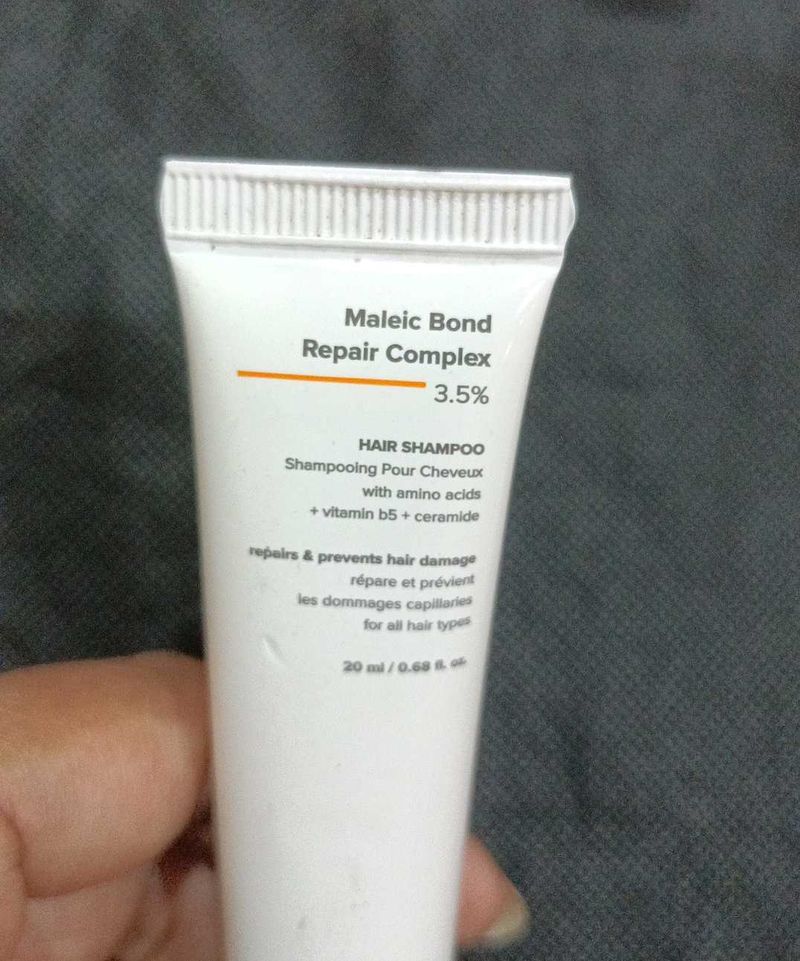 Maleic Bond
Repair Complex
3.5%
HAIR SHAMPOO
Shampooing Pour Cheveux
with amino acids
+ vitamin b5 + ceramide
repairs & prevents hair damage
répare et prévient
les dommages capillaries
for all hair types
20 ml / 0.68 fl. oz.